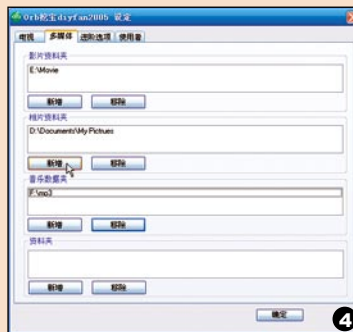 Orb挖宝diyfan2005 设定
电视 多媒体 进阶选项 使用者
影片资料夹
E:\Movie
新增 移除
相片资料夹
D:\Documents\My Pictrues
新增 移除
音乐数据夹
F:\mp3
新增 移除
资料夹
新增 移除
确定
4